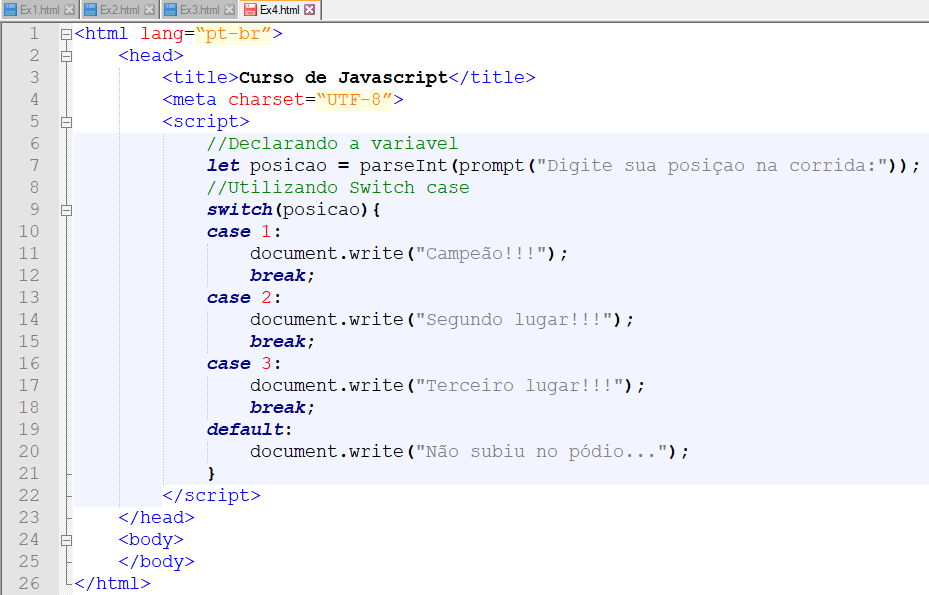 Ex1.html Ex2.html Ex3.html Ex4.html
1 <html lang=“pt-br”>
2 <head>
3 <title>Curso de Javascript</title>
4 <meta charset=“UTF-8”>
5 <script>
6 //Declarando a variavel
7 let posicao = parseInt(prompt("Digite sua posiçao na corrida:"));
8 //Utilizando Switch case
9 switch(posicao){
10 case 1:
11 document.write("Campeão!!!");
12 break;
13 case 2:
14 document.write("Segundo lugar!!!");
15 break;
16 case 3:
17 document.write("Terceiro lugar!!!");
18 break;
19 default:
20 document.write("Não subiu no pódio...");
21 }
22 </script>
23 </head>
24 <body>
25 </body>
26 </html>